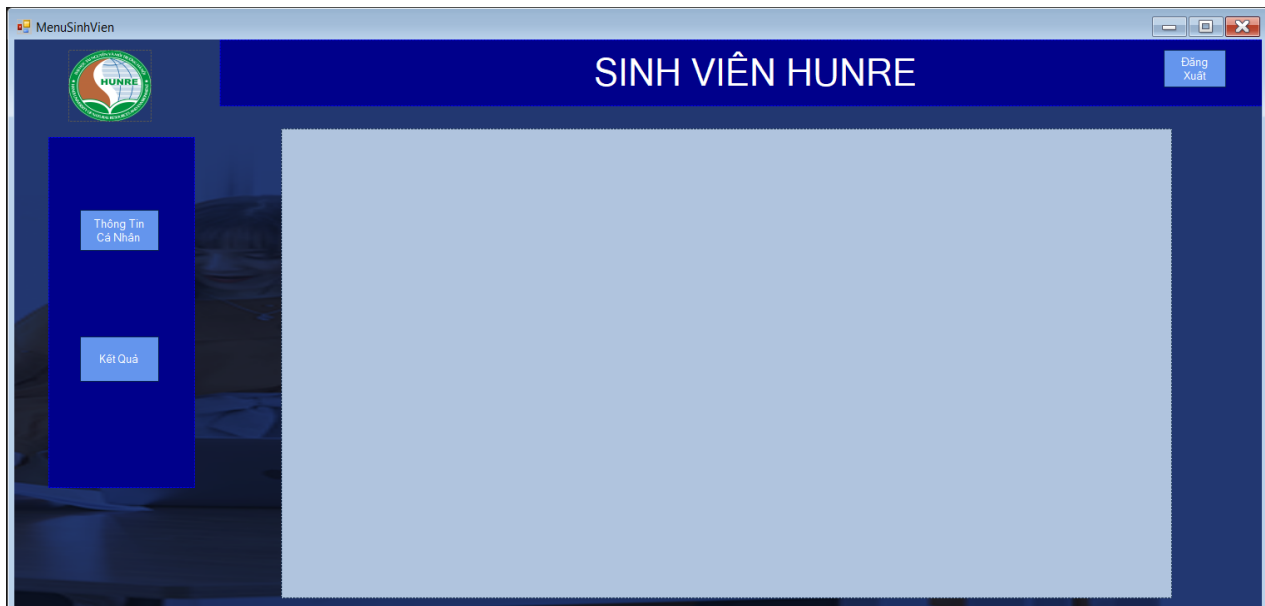 MenuSinhVien
HUNRE
SINH VIÊN HUNRE
Đăng
Xuất
Thông Tin
Cá Nhân
Kết Quả